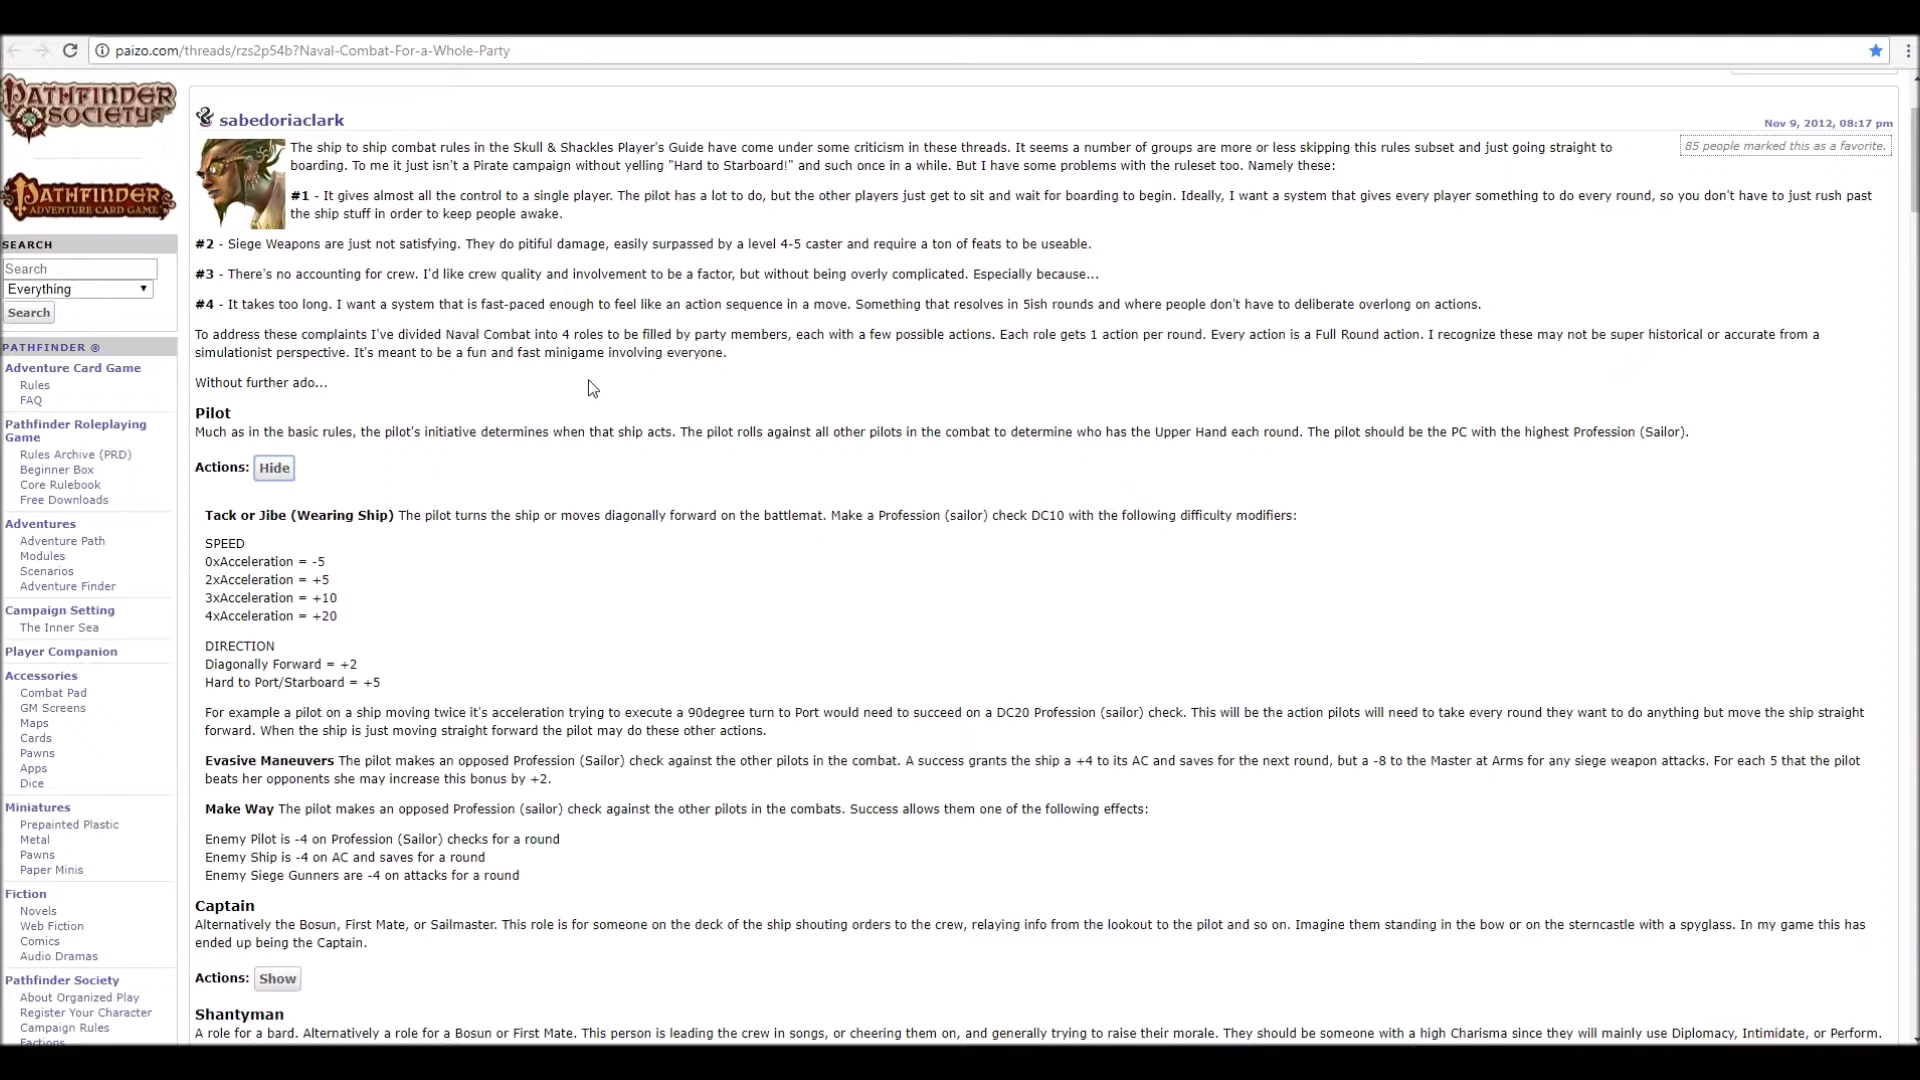 paizo.com/threads/rzs2p54b?Naval-Combat-For-a-Whole-Party
PATHFINDER
SOCIETY
PATHFINDER
ADVENTURE CARD GAME
SEARCH
Search
Everything
Search
PATHFINDER ®
Adventure Card Game
Rules
FAQ
Pathfinder Roleplaying
Game
Rules Archive (PRD)
Beginner Box
Core Rulebook
Free Downloads
Adventures
Adventure Path
Modules
Scenarios
Adventure Finder
Campaign Setting
The Inner Sea
Player Companion
Accessories
Combat Pad
GM Screens
Maps
Cards
Pawns
Apps
Dice
Miniatures
Prepainted Plastic
Metal
Pawns
Paper Minis
Fiction
Novels
Web Fiction
Comics
Audio Dramas
Pathfinder Society
About Organized Play
Register Your Character
Campaign Rules
Factions
sabedoriaclark
Nov 9, 2012, 08:17 pm
85 people marked this as a favorite.
The ship to ship combat rules in the Skull & Shackles Player's Guide have come under some criticism in these threads. It seems a number of groups are more or less skipping this rules subset and just going straight to
boarding. To me it just isn't a Pirate campaign without yelling "Hard to Starboard!" and such once in a while. But I have some problems with the ruleset too. Namely these:
#1 - It gives almost all the control to a single player. The pilot has a lot to do, but the other players just get to sit and wait for boarding to begin. Ideally, I want a system that gives every player something to do every round, so you don't have to just rush past
the ship stuff in order to keep people awake.
#2 - Siege Weapons are just not satisfying. They do pitiful damage, easily surpassed by a level 4-5 caster and require a ton of feats to be useable.
#3 - There's no accounting for crew. I'd like crew quality and involvement to be a factor, but without being overly complicated. Especially because...
#4 - It takes too long. I want a system that is fast-paced enough to feel like an action sequence in a move. Something that resolves in 5ish rounds and where people don't have to deliberate overlong on actions.
To address these complaints I've divided Naval Combat into 4 roles to be filled by party members, each with a few possible actions. Each role gets 1 action per round. Every action is a Full Round action. I recognize these may not be super historical or accurate from a
simulationist perspective. It's meant to be a fun and fast minigame involving everyone.
Without further ado...
Pilot
Much as in the basic rules, the pilot's initiative determines when that ship acts. The pilot rolls against all other pilots in the combat to determine who has the Upper Hand each round. The pilot should be the PC with the highest Profession (Sailor).
Actions: Hide
Tack or Jibe (Wearing Ship) The pilot turns the ship or moves diagonally forward on the battlemat. Make a Profession (sailor) check DC10 with the following difficulty modifiers:
SPEED
0xAcceleration = -5
2xAcceleration = +5
3xAcceleration = +10
4xAcceleration = +20
DIRECTION
Diagonally Forward = +2
Hard to Port/Starboard = +5
For example a pilot on a ship moving twice it's acceleration trying to execute a 90degree turn to Port would need to succeed on a DC20 Profession (sailor) check. This will be the action pilots will need to take every round they want to do anything but move the ship straight
forward. When the ship is just moving straight forward the pilot may do these other actions.
Evasive Maneuvers The pilot makes an opposed Profession (Sailor) check against the other pilots in the combat. A success grants the ship a +4 to its AC and saves for the next round, but a -8 to the Master at Arms for any siege weapon attacks. For each 5 that the pilot
beats her opponents she may increase this bonus by +2.
Make Way The pilot makes an opposed Profession (sailor) check against the other pilots in the combats. Success allows them one of the following effects:
Enemy Pilot is -4 on Profession (Sailor) checks for a round
Enemy Ship is -4 on AC and saves for a round
Enemy Siege Gunners are -4 on attacks for a round
Captain
Alternatively the Bosun, First Mate, or Sailmaster. This role is for someone on the deck of the ship shouting orders to the crew, relaying info from the lookout to the pilot and so on. Imagine them standing in the bow or on the sterncastle with a spyglass. In my game this has
ended up being the Captain.
Actions: Show
Shantyman
A role for a bard. Alternatively a role for a Bosun or First Mate. This person is leading the crew in songs, or cheering them on, and generally trying to raise their morale. They should be someone with a high Charisma since they will mainly use Diplomacy, Intimidate, or Perform.